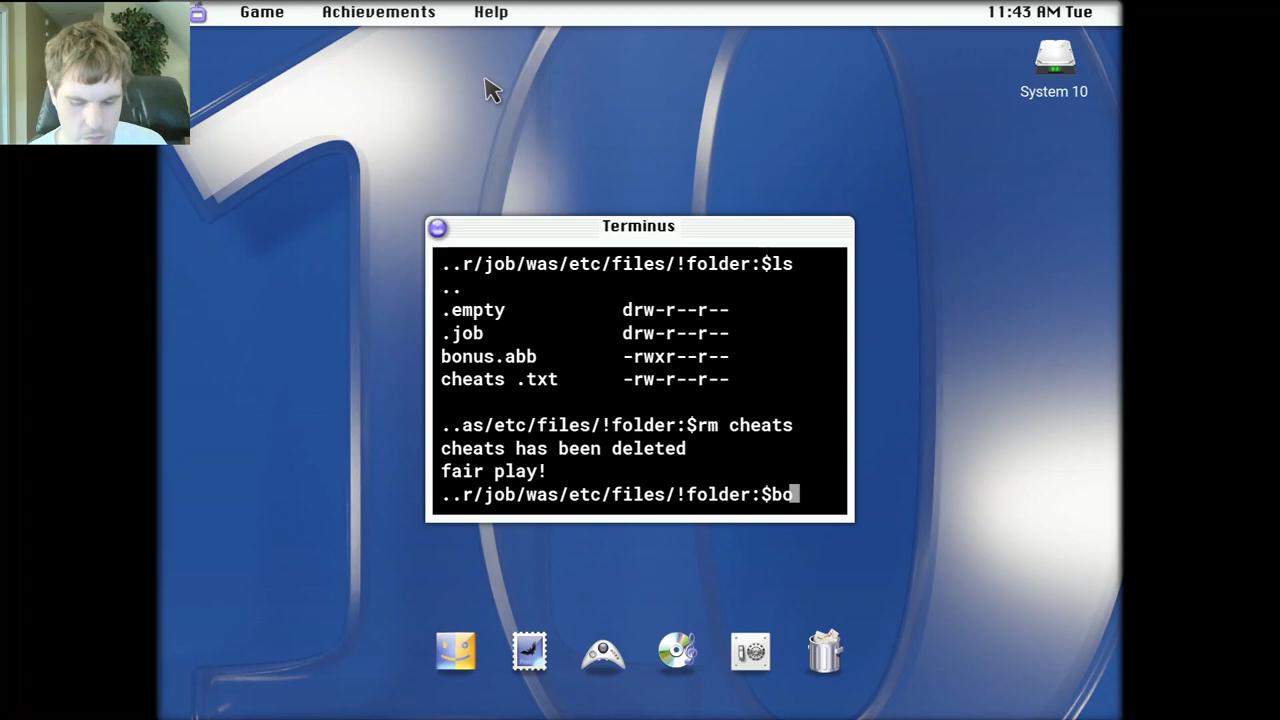 Game Achievements Help 11:43 AM Tue
System 10
Terminus
..r/job/was/etc/files/!folder:$ls
..
.empty drw-r--r--
.job drw-r--r--
bonus.abb -rwxr--r--
cheats .txt -rw-r--r--
..as/etc/files/!folder:$rm cheats
cheats has been deleted
fair play!
..r/job/was/etc/files/!folder:$bo